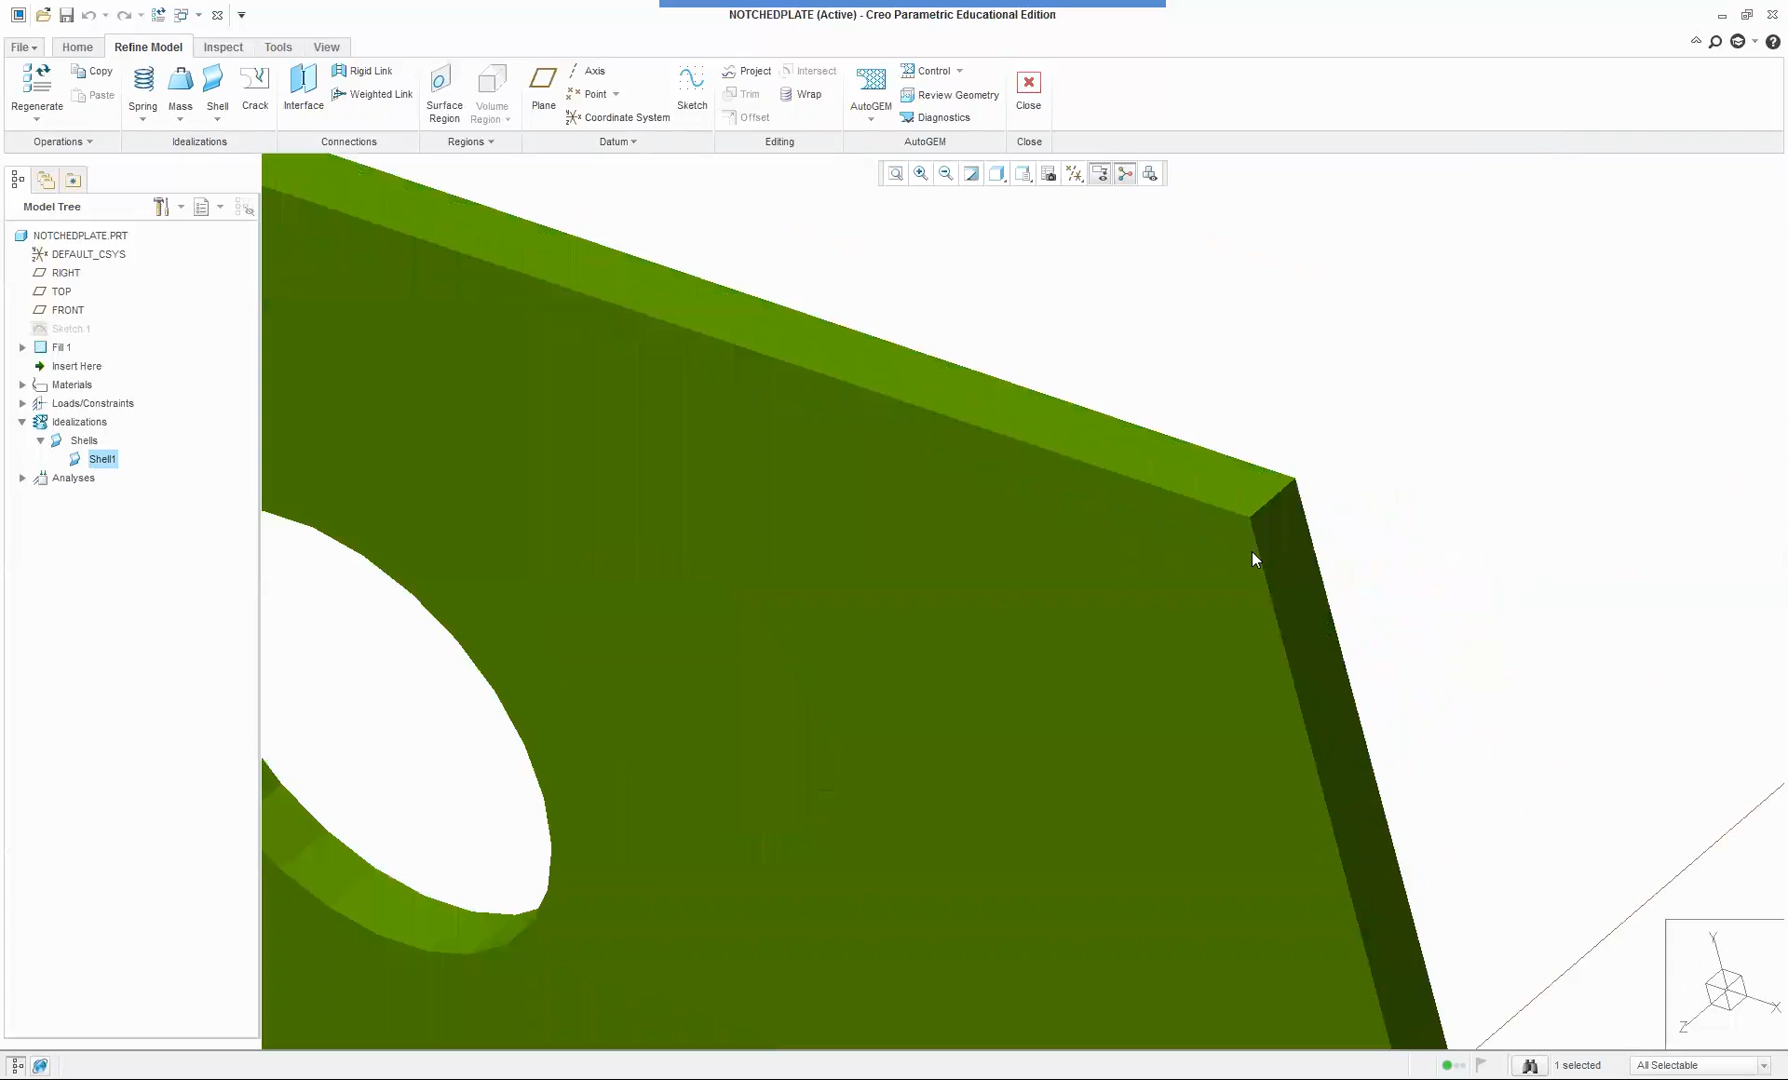 NOTCHEDPLATE (Active) - Creo Parametric Educational Edition
File Home Refine Model Inspect Tools View
Regenerate Copy Paste Spring Mass Shell Crack Interface Rigid Link Weighted Link Surface Region Volume Region Plane Axis Point Coordinate System Sketch Project Trim Offset Intersect Wrap AutoGEM Control Review Geometry Diagnostics Close
Operations Idealizations Connections Regions Datum Editing AutoGEM Close
Model Tree
NOTCHEDPLATE.PRT
DEFAULT_CSYS
RIGHT
TOP
FRONT
Sketch 1
Fill 1
Insert Here
Materials
Loads/Constraints
Idealizations
Shells
Shell1
Analyses
Y
X
Z
1 selected All Selectable